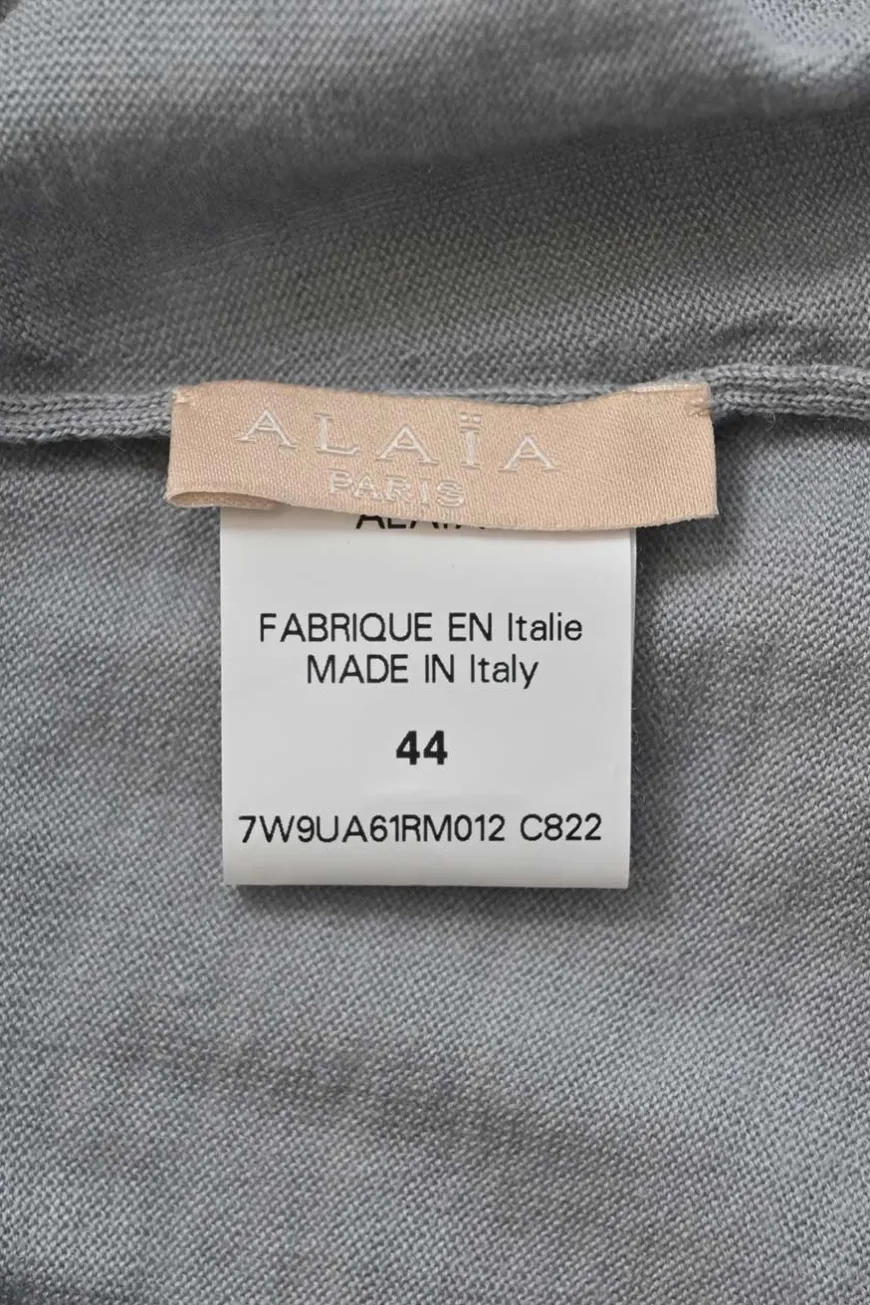 ALAÏA
PARIS
FABRIQUE EN Italie
MADE IN Italy
44
7W9UA61RM012 C822